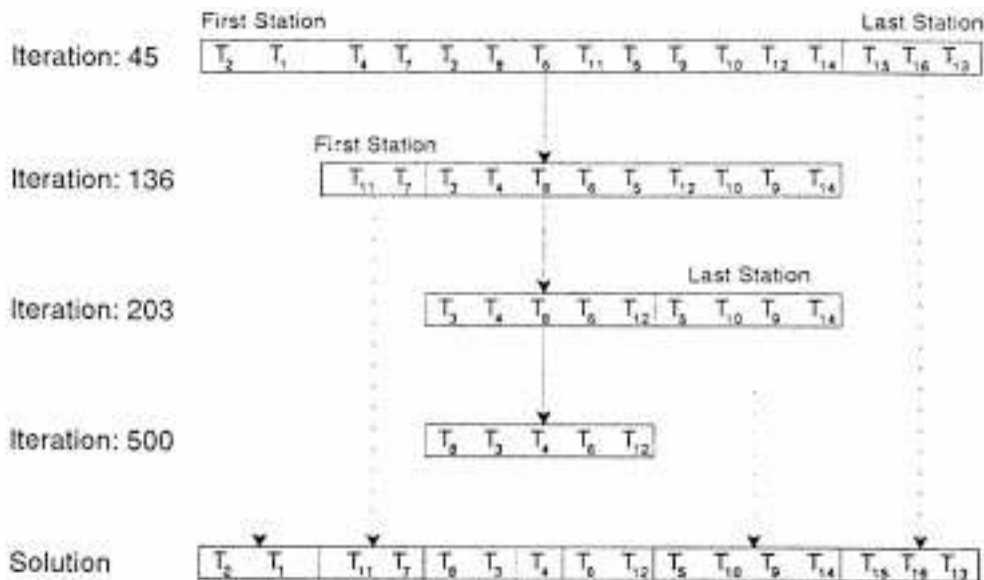 First Station Last Station
Iteration: 45 T2 T1 T4 T7 T3 T8 T6 T11 T5 T9 T10 T12 T14 T15 T16 T13
First Station
Iteration: 136 T11 T7 T3 T4 T8 T6 T5 T12 T10 T9 T14
Last Station
Iteration: 203 T3 T4 T8 T6 T12 T5 T10 T9 T14
Iteration: 500 T8 T3 T4 T6 T12
Solution T2 T1 T11 T7 T8 T3 T4 T6 T12 T5 T10 T9 T14 T15 T16 T13